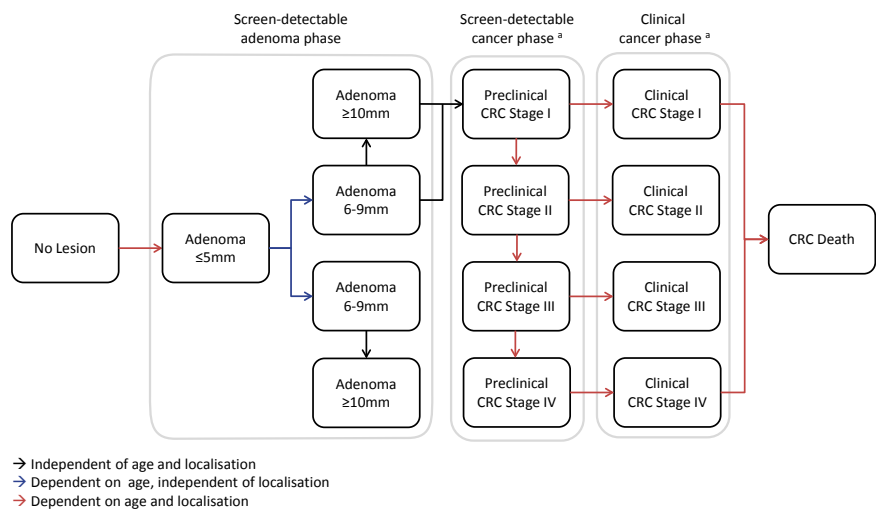 Screen-detectable
adenoma phase
Screen-detectable
cancer phase ᵃ
Clinical
cancer phase ᵃ
Adenoma
≥10mm
Preclinical
CRC Stage I
Clinical
CRC Stage I
Adenoma
6-9mm
Preclinical
CRC Stage II
Clinical
CRC Stage II
No Lesion
Adenoma
≤5mm
CRC Death
Adenoma
6-9mm
Preclinical
CRC Stage III
Clinical
CRC Stage III
Adenoma
≥10mm
Preclinical
CRC Stage IV
Clinical
CRC Stage IV
→ Independent of age and localisation
→ Dependent on age, independent of localisation
→ Dependent on age and localisation